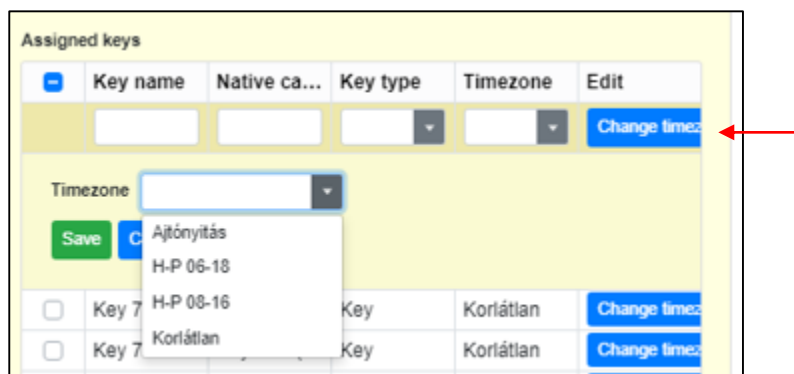 Assigned keys
Key name Native ca... Key type Timezone Edit
Change timez
Timezone
Save C
Ajtónyitás
H-P 06-18
H-P 08-16
Korlátlan
Key 7 Key Korlátlan Change timez
Key 7 Key Korlátlan Change timez